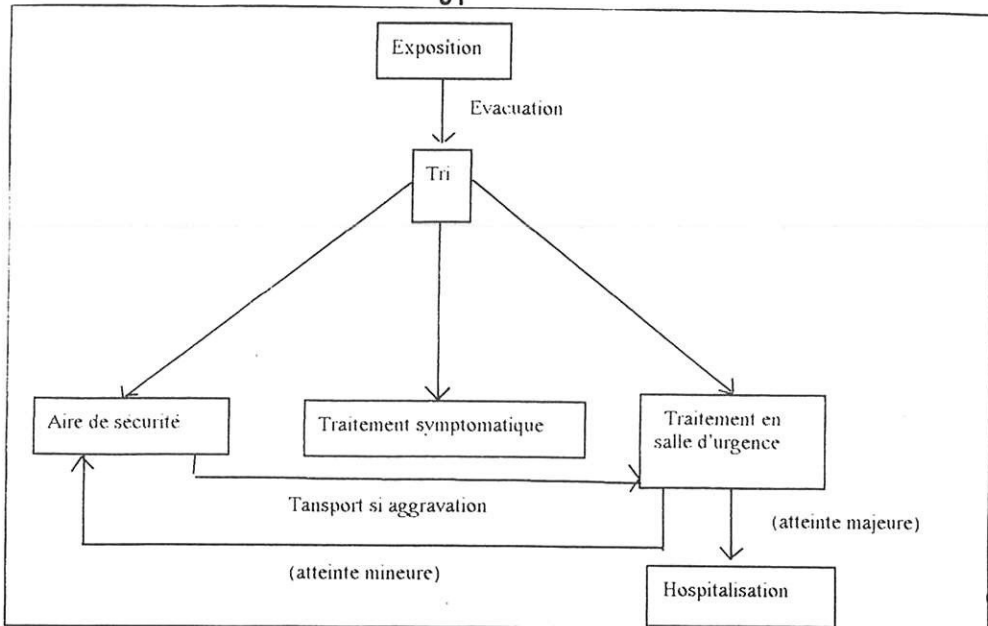 Exposition
Evacuation
Tri
Aire de sécurité
Traitement symptomatique
Traitement en
salle d'urgence
Tansport si aggravation
(atteinte majeure)
(atteinte mineure)
Hospitalisation